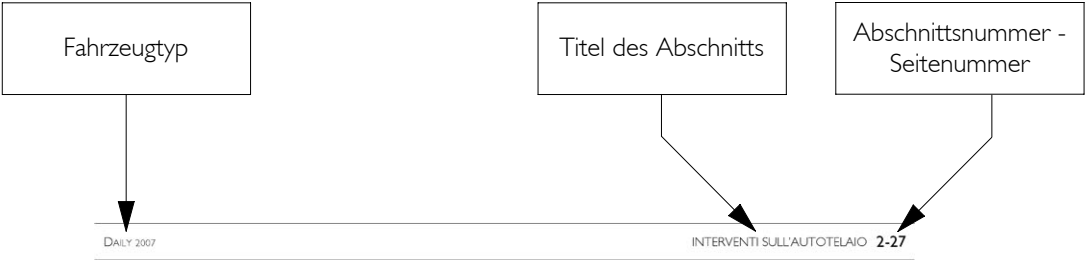 Fahrzeugtyp
Titel des Abschnitts
Abschnittsnummer -
Seitenummer
DAILY 2007
INTERVENTI SULL'AUTOTELAIO 2-27